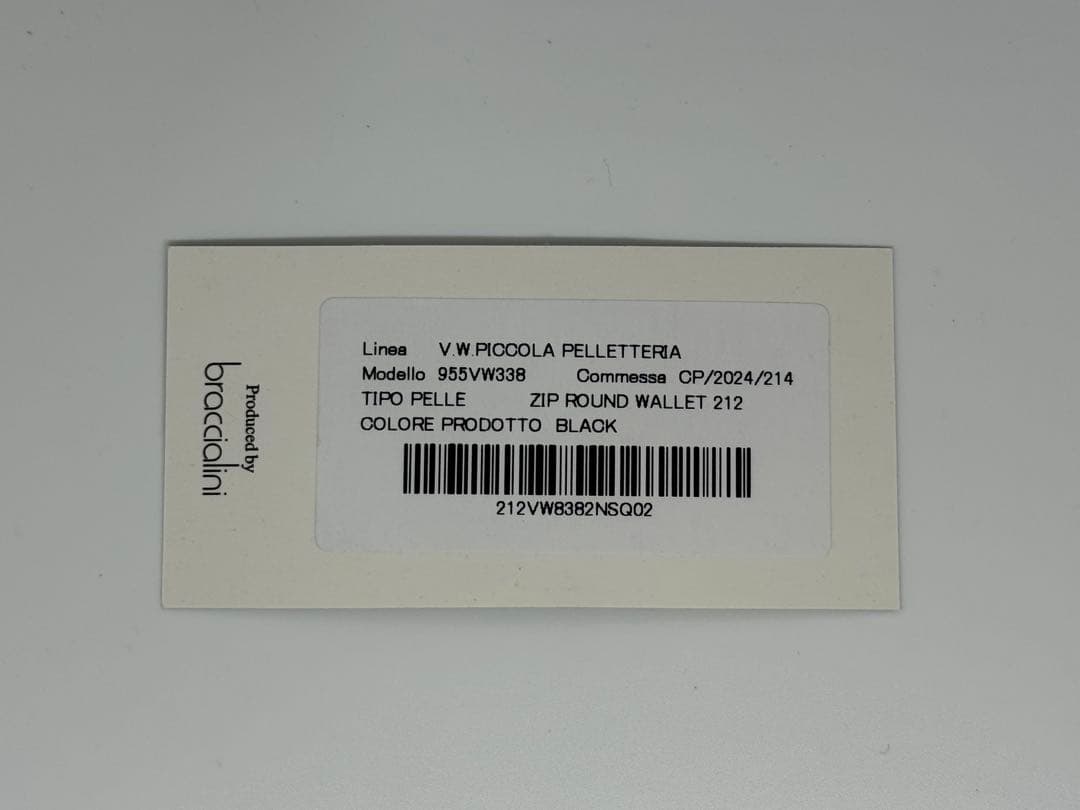 Produced by
braccialini
Linea V.W.PICCOLA PELLETTERIA
Modello 955VW338 Commessa CP/2024/214
TIPO PELLE ZIP ROUND WALLET 212
COLORE PRODOTTO BLACK
212VW8382NSQ02